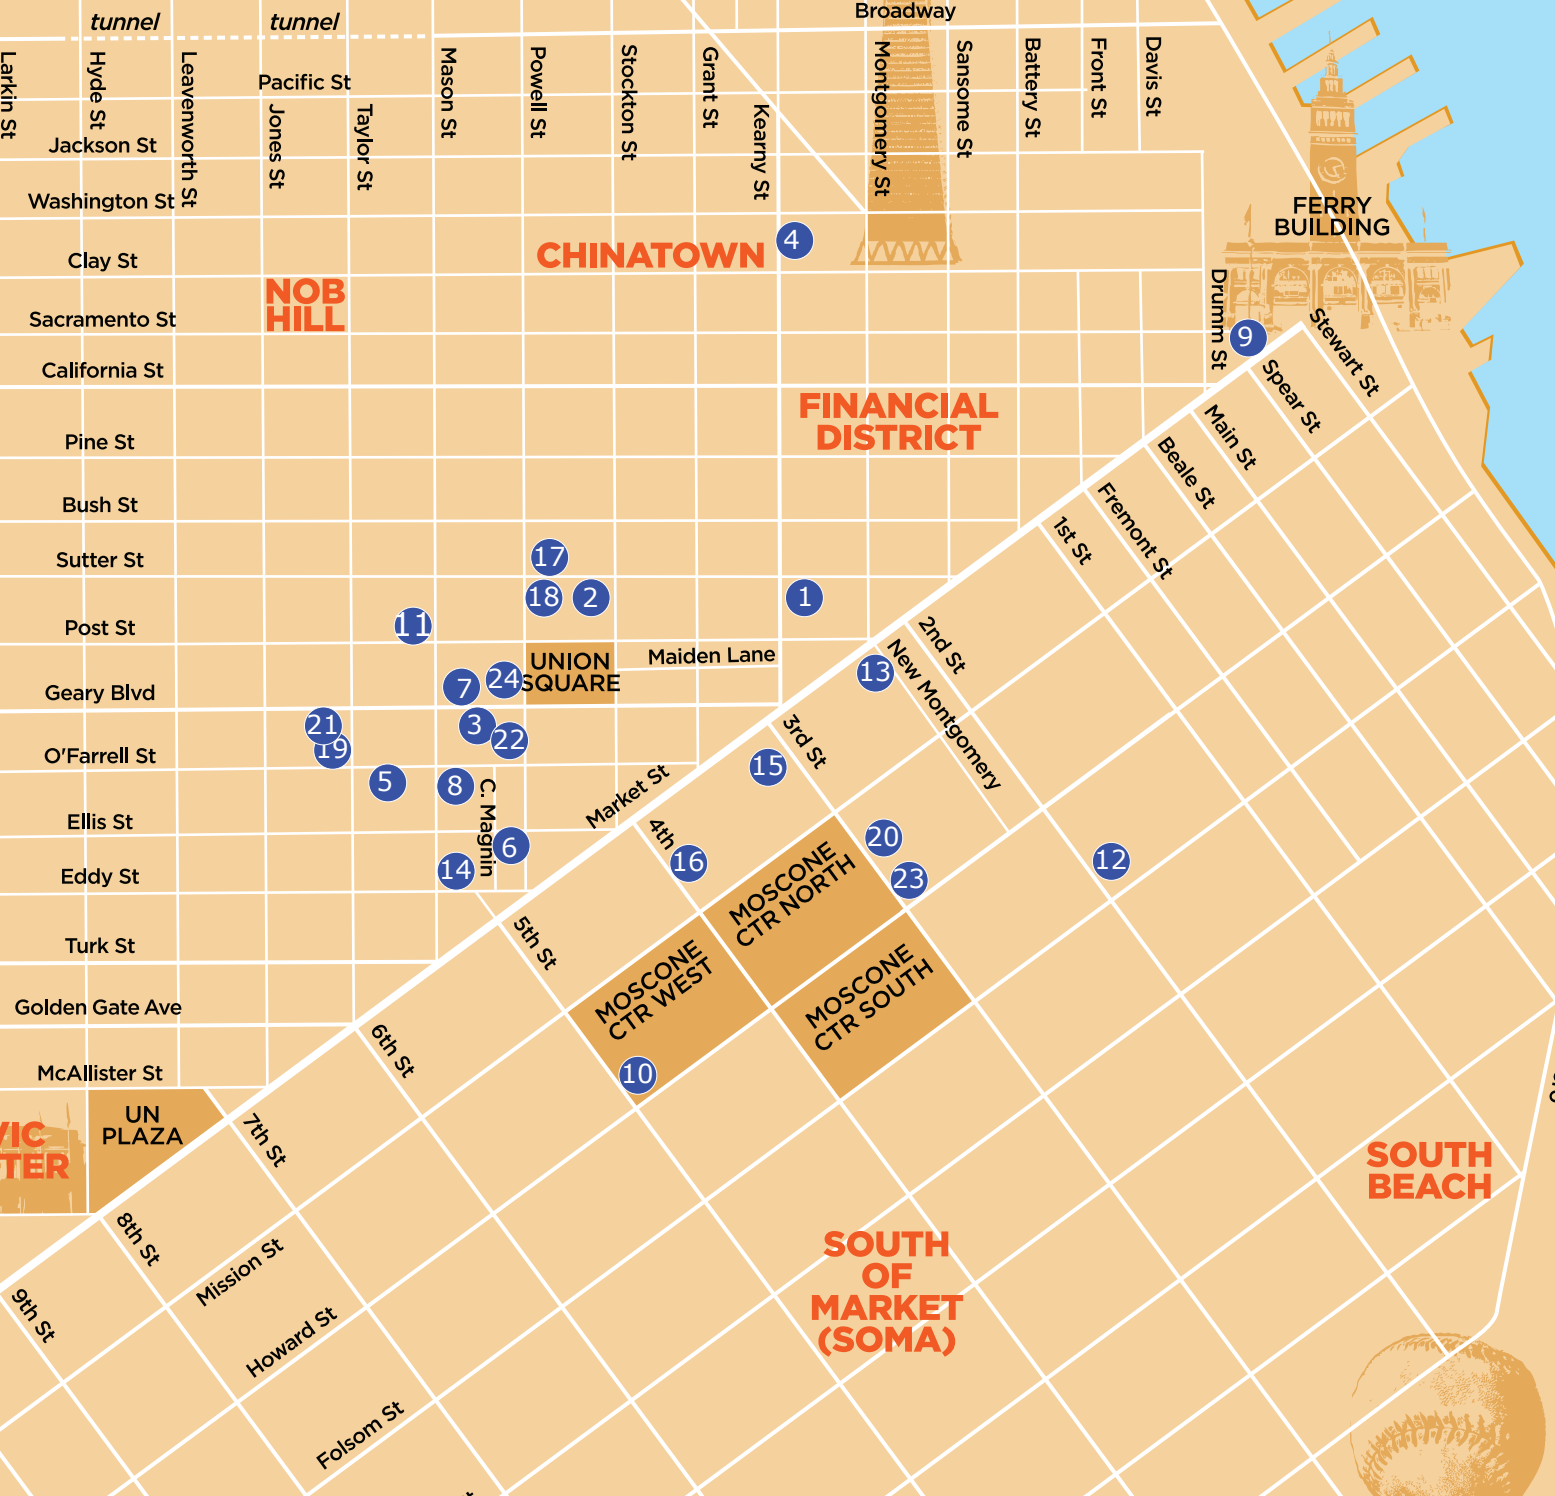 Broadway
tunnel
tunnel
Larkin St
Hyde St
Leavenworth St
Pacific St
Jones St
Taylor St
Mason St
Powell St
Stockton St
Grant St
Kearny St
Montgomery St
Sansome St
Battery St
Front St
Davis St
Jackson St
Washington St
FERRY
BUILDING
4
CHINATOWN
Clay St
NOB
HILL
Drumm St
Sacramento St
9
Stewart St
California St
Spear St
FINANCIAL
DISTRICT
Main St
Pine St
Beale St
Bush St
Fremont St
1st St
Sutter St
17
18
2
1
Post St
11
2nd St
UNION
SQUARE
Maiden Lane
New Montgomery
13
Geary Blvd
7
24
21
19
3
22
3rd St
O'Farrell St
15
5
8
C. Magnin
Market St
Ellis St
4th
6
16
20
12
14
23
Eddy St
MOSCONE
CTR NORTH
5th St
Turk St
MOSCONE
CTR WEST
MOSCONE
CTR SOUTH
Golden Gate Ave
6th St
McAllister St
10
UN
PLAZA
VIC
TER
7th St
SOUTH
BEACH
8th St
Mission St
SOUTH
OF
MARKET
(SOMA)
9th St
Howard St
Folsom St